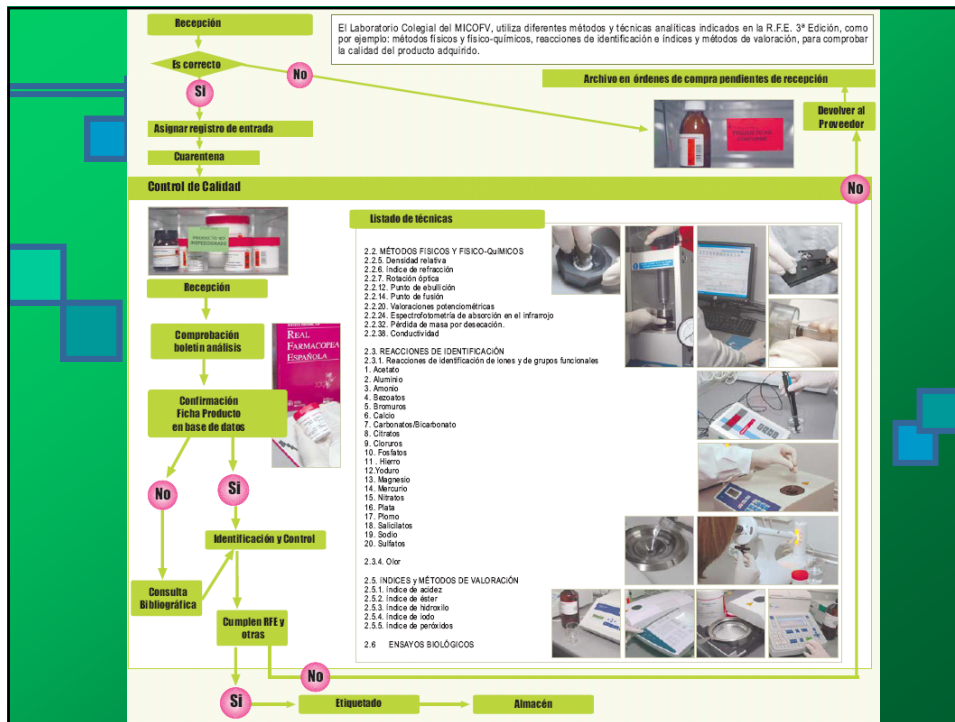 Recepción
El Laboratorio Colegial del MICOFV, utiliza diferentes métodos y técnicas analíticas indicados en la R.F.E. 3ª Edición, como
por ejemplo: métodos físicos y físico-químicos, reacciones de identificación e índices y métodos de valoración, para comprobar
la calidad del producto adquirido.
Es correcto
No
Si
Archivo en órdenes de compra pendientes de recepción
Devolver al
Proveedor
Asignar registro de entrada
Cuarentena
Control de Calidad
No
PRODUCTO NO
INSPECCIONADO
Recepción
Comprobación
boletín análisis
REAL
FARMACOPEA
ESPAÑOLA
Confirmación
Ficha Producto
en base de datos
No
Si
Identificación y Control
Consulta
Bibliográfica
Cumplen RFE y
otras
Listado de técnicas
2.2. MÉTODOS FÍSICOS Y FÍSICO-QuÍMICOS
2.2.5. Densidad relativa
2.2.6. índice de refracción
2.2.7. Rotación óptica
2.2.12. Punto de ebullición
2.2.14. Punto de fusión
2.2.20. Valoraciones potenciométricas
2.2.24. Espectrofotometría de absorción en el infrarrojo
2.2.32. Pérdida de masa por desecación.
2.2.38. Conductividad
2.3. REACCIONES DE IDENTIFICACIÓN
2.3.1. Reacciones de identificación de iones y de grupos funcionales
1. Acetato
2. Aluminio
3. Amonio
4. Bezoatos
5. Bromuros
6. Calcio
7. Carbonatos/Bicarbonato
8. Citratos
9. Cloruros
10. Fosfatos
11 . Hierro
12.Yoduro
13. Magnesio
14. Mercurio
15. Nitratos
16. Plata
17. Plomo
18. Salicilatos
19. Sodio
20. Sulfatos
2.3.4. Olor
2.5. INDICES y MÉTODOS DE VALORACIÓN
2.5.1. índice de acidez
2.5.2. índice de éster
2.5.3. índice de hidroxilo
2.5.4. índice de iodo
2.5.5. índice de peróxidos
2.6 ENSAYOS BIOLÓGICOS
No
Si
Etiquetado
Almacén